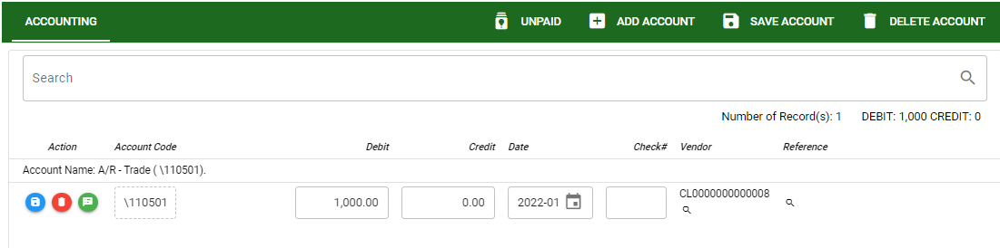 ACCOUNTING UNPAID ADD ACCOUNT SAVE ACCOUNT DELETE ACCOUNT
Search
Number of Record(s): 1 DEBIT: 1,000 CREDIT: 0
Action Account Code Debit Credit Date Check# Vendor Reference
Account Name: A/R - Trade ( \110501).
\110501 1,000.00 0.00 2022-01 CL0000000000008